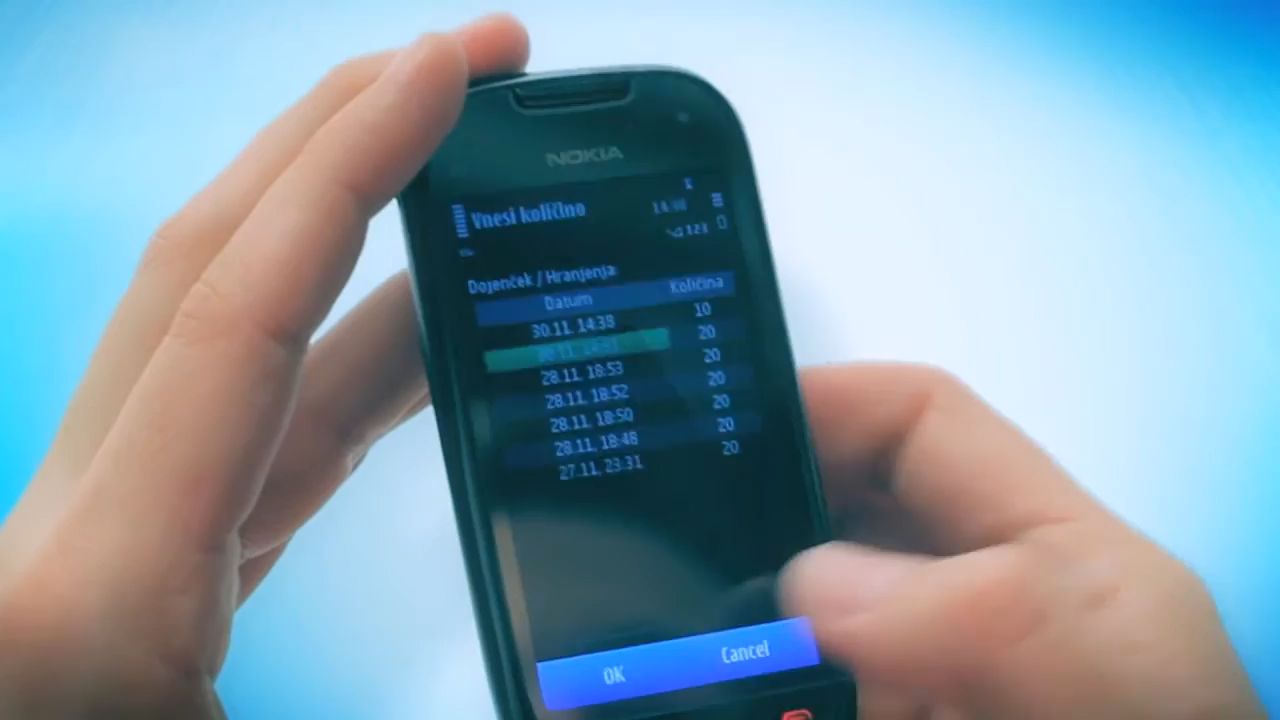 NOKIA
Vnesi količino 14:38
123
Dojenček / Hranjenja:
Datum Količina
30.11. 14:38 10
20
28.11. 18:53 20
28.11. 18:52 20
28.11. 18:50 20
28.11. 18:48 20
27.11. 23:31 20
OK Cancel